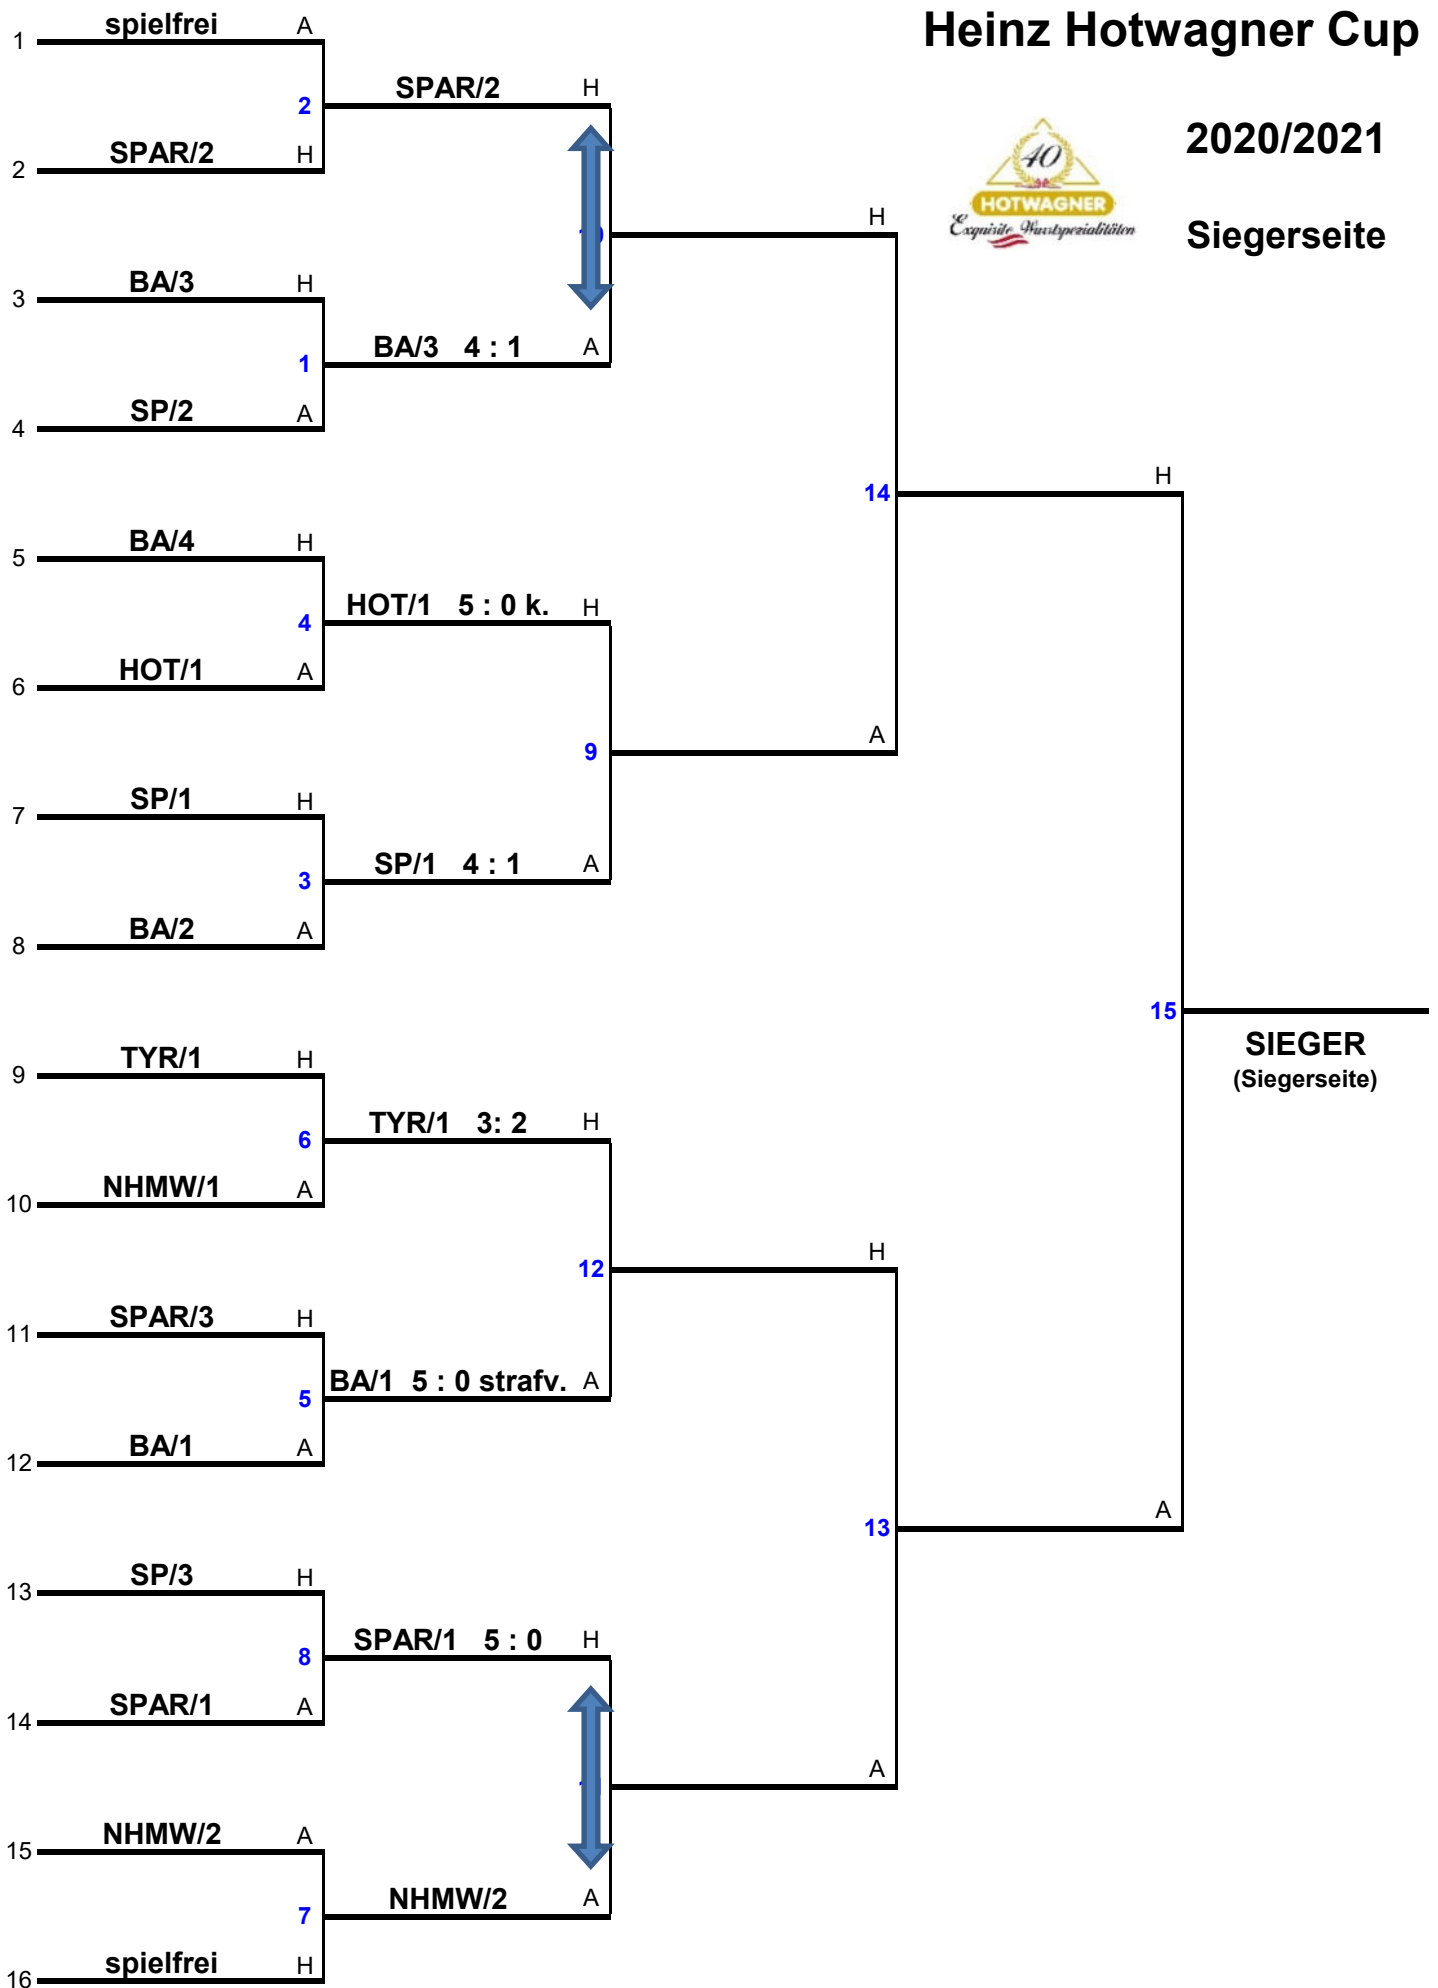 Heinz Hotwagner Cup
2020/2021
Siegerseite
40
HOTWAGNER
Exquisite Wurstspezialitäten
1 spielfrei A
2 SPAR/2 H
2 SPAR/2 H
3 BA/3 H
1 BA/3 4 : 1 A
4 SP/2 A
H
5 BA/4 H
4 HOT/1 5 : 0 k. H
6 HOT/1 A
14 H
9 A
7 SP/1 H
3 SP/1 4 : 1 A
8 BA/2 A
15
SIEGER
(Siegerseite)
9 TYR/1 H
6 TYR/1 3: 2 H
10 NHMW/1 A
12 H
11 SPAR/3 H
5 BA/1 5 : 0 strafv. A
12 BA/1 A
13 A
13 SP/3 H
8 SPAR/1 5 : 0 H
14 SPAR/1 A
A
15 NHMW/2 A
7 NHMW/2 A
16 spielfrei H